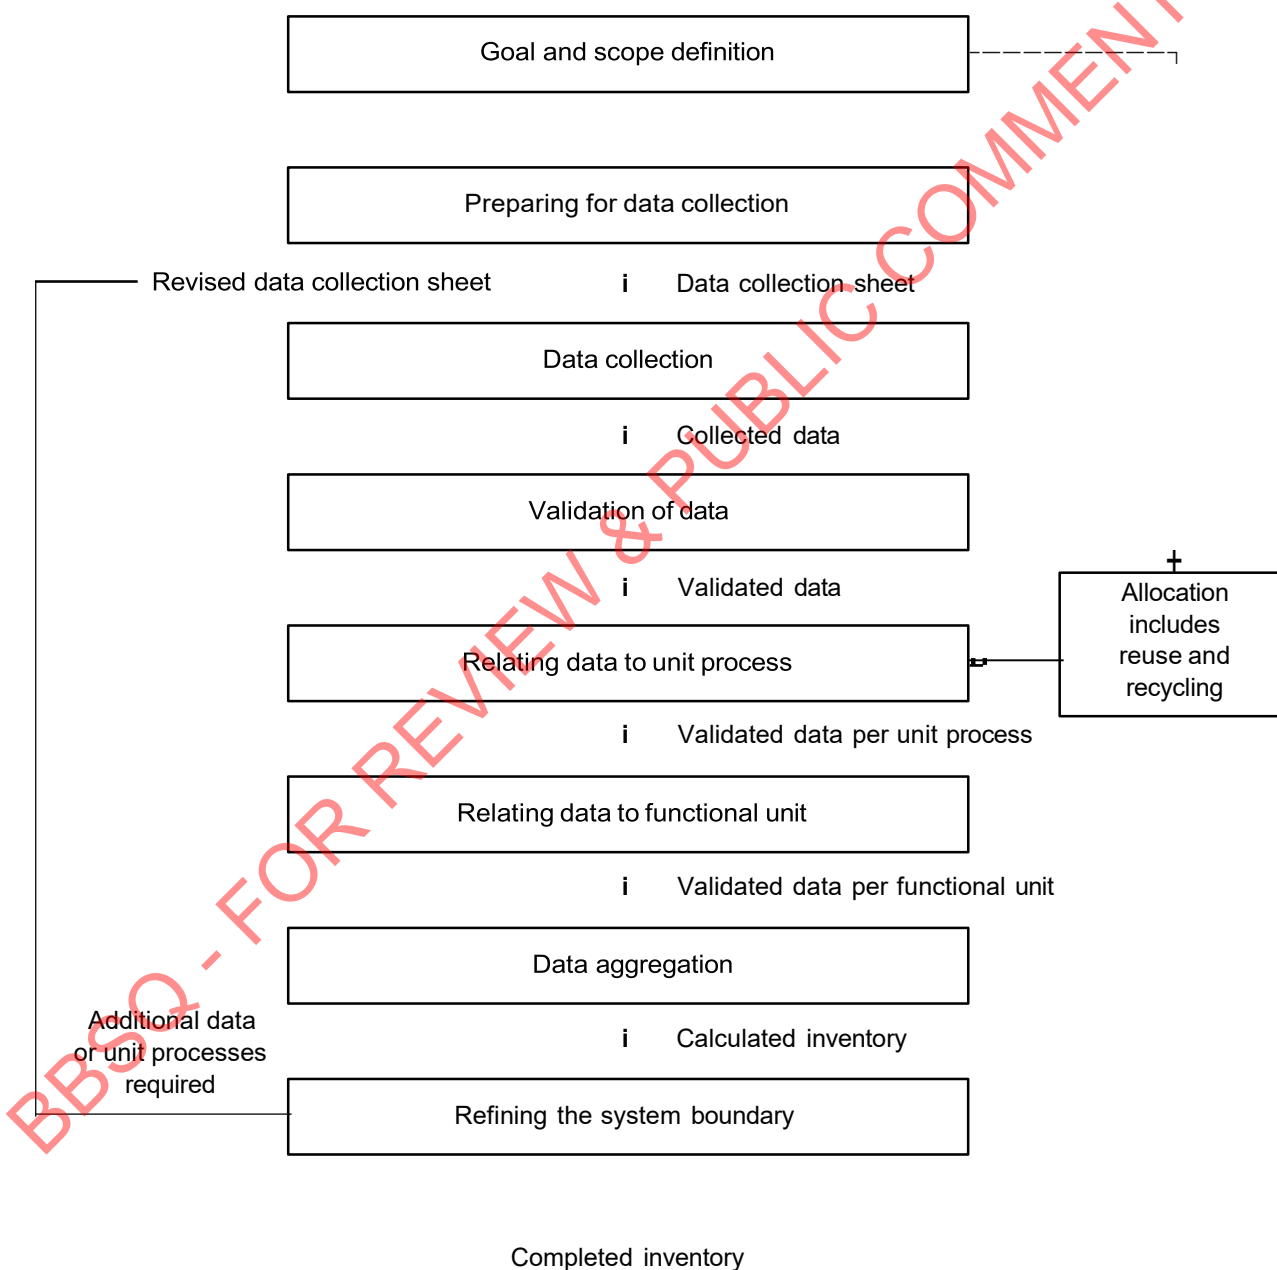 Goal and scope definition
Preparing for data collection
Revised data collection sheet
i Data collection sheet
Data collection
i Collected data
Validation of data
i Validated data
Allocation
includes
reuse and
recycling
Relating data to unit process
i Validated data per unit process
Relating data to functional unit
i Validated data per functional unit
Data aggregation
Additional data
or unit processes
required
i Calculated inventory
Refining the system boundary
Completed inventory
BBSQ - FOR REVIEW & PUBLIC COMMENT